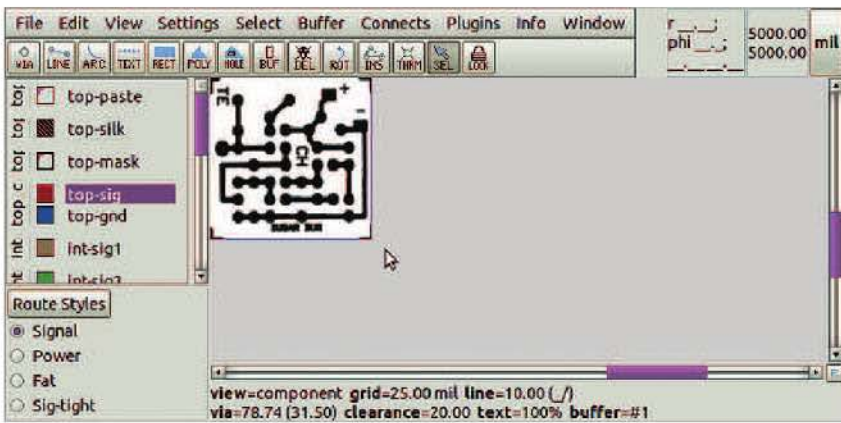 File Edit View Settings Select Buffer Connects Plugins Info Window
r _._;
phi _._;
5000.00
5000.00
mil
VIA LINE ARC TEXT RECT POLY HOLE BUF DEL ROT INS THRM SEL LOCK
top-paste
top-silk
top-mask
top-sig
top-gnd
int-sig1
Route Styles
Signal
Power
Fat
Sig-tight
TE
+
-
CH
view=component grid=25.00 mil line=10.00 (_/)
via=78.74 (31.50) clearance=20.00 text=100% buffer=#1